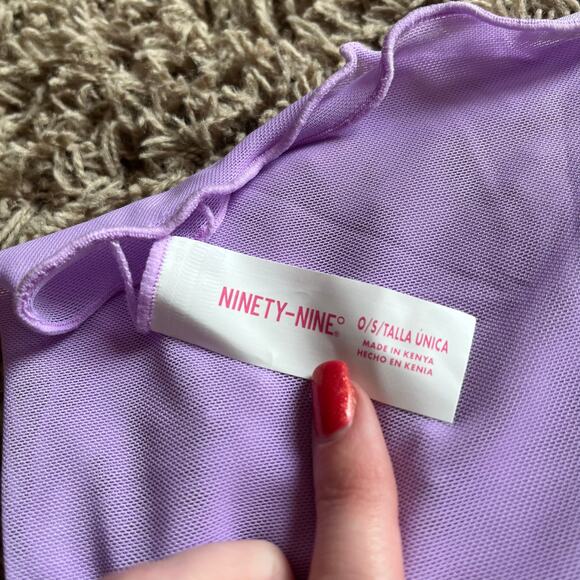 NINETY-NINE°®
O/S/TALLA ÚNICA
MADE IN KENYA
HECHO EN KENIA